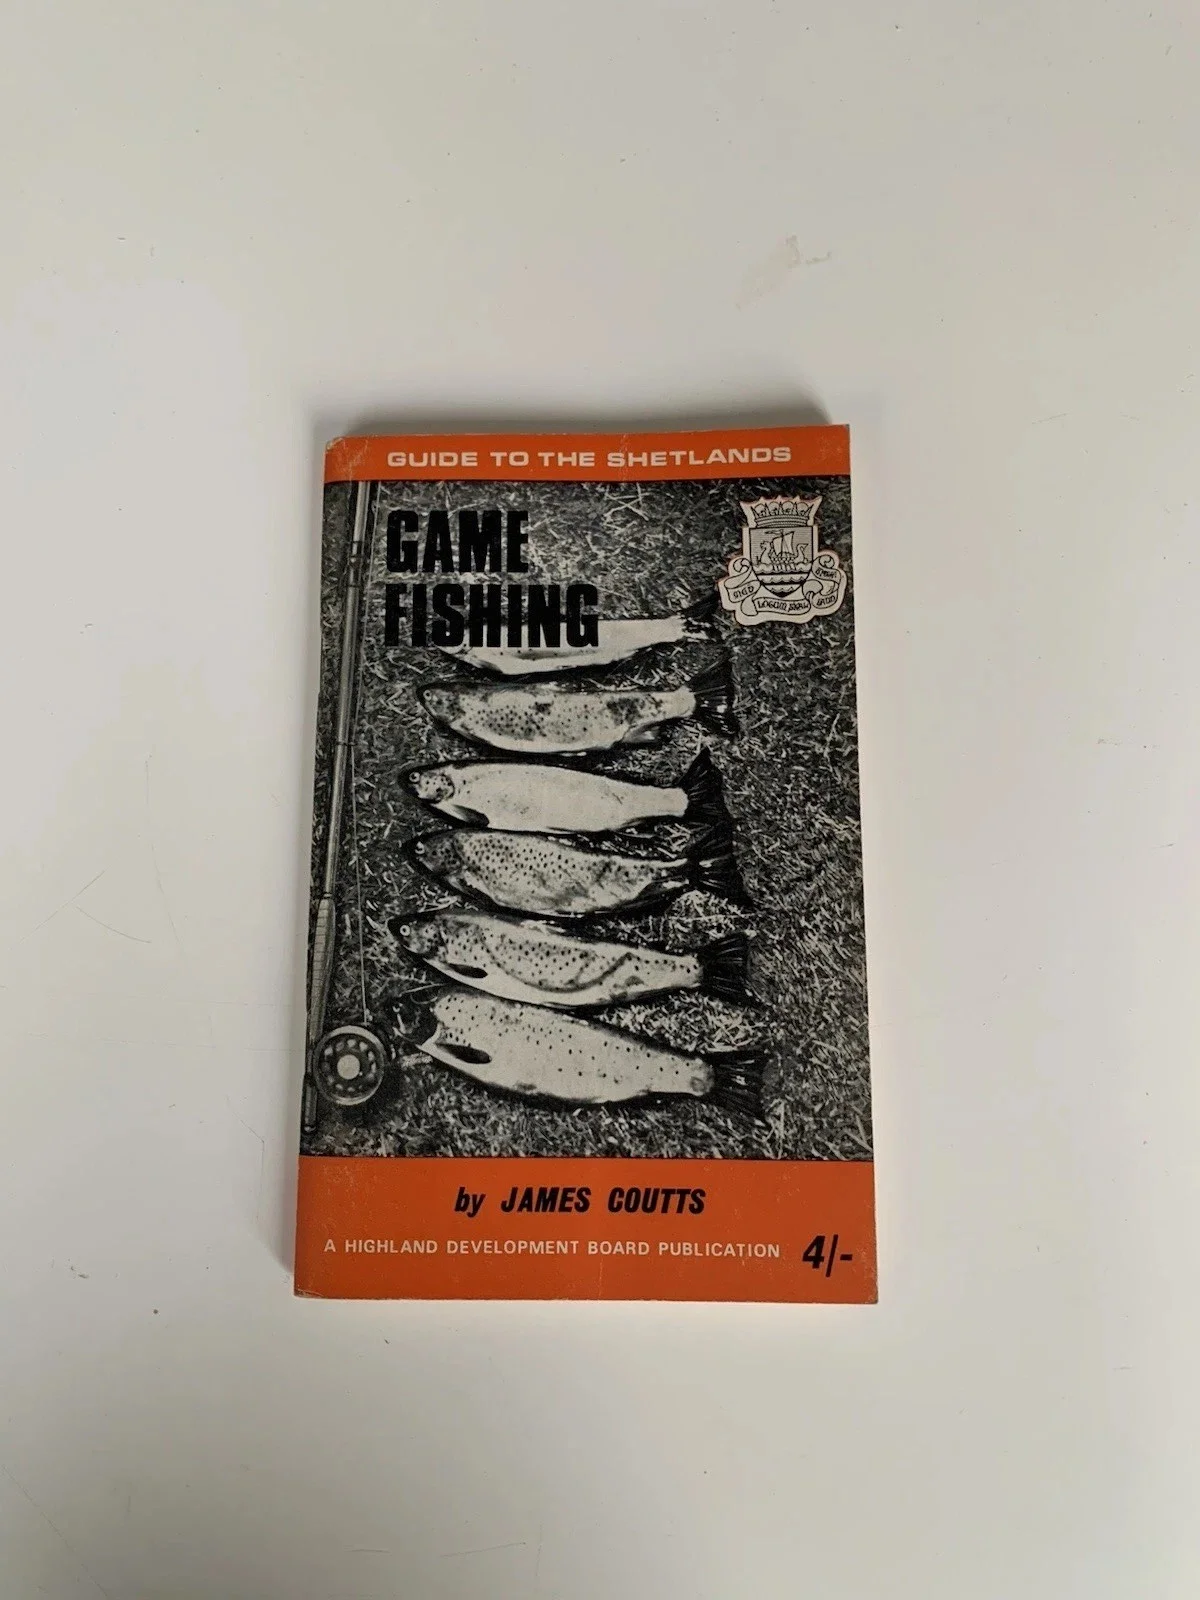 GUIDE TO THE SHETLANDS
GAME
FISHING
by JAMES COUTTS
A HIGHLAND DEVELOPMENT BOARD PUBLICATION 4/-